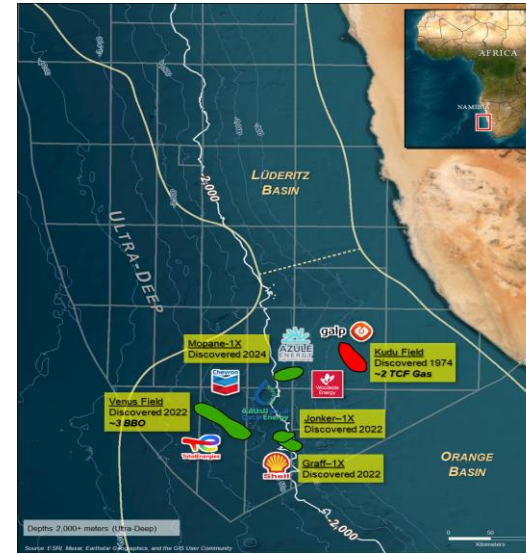 AFRICA
NAMIBIA
LÜDERITZ
BASIN
-2,000
ULTRA-DEEP
Mopane-1X
Discovered 2024
AZULE
ENERGY
galp
Kudu Field
Discovered 1974
~2 TCF Gas
Chevron
Woodside
Energy
Venus Field
Discovered 2022
~3 BBO
Jonker–1X
Discovered 2022
TotalEnergies
Shell
Graff–1X
Discovered 2022
ORANGE
BASIN
-2,000
Depths 2,000+ meters (Ultra-Deep)
0 50
Kilometers
Source: ESRI, Maxar, Earthstar Geographics, and the GIS User Community